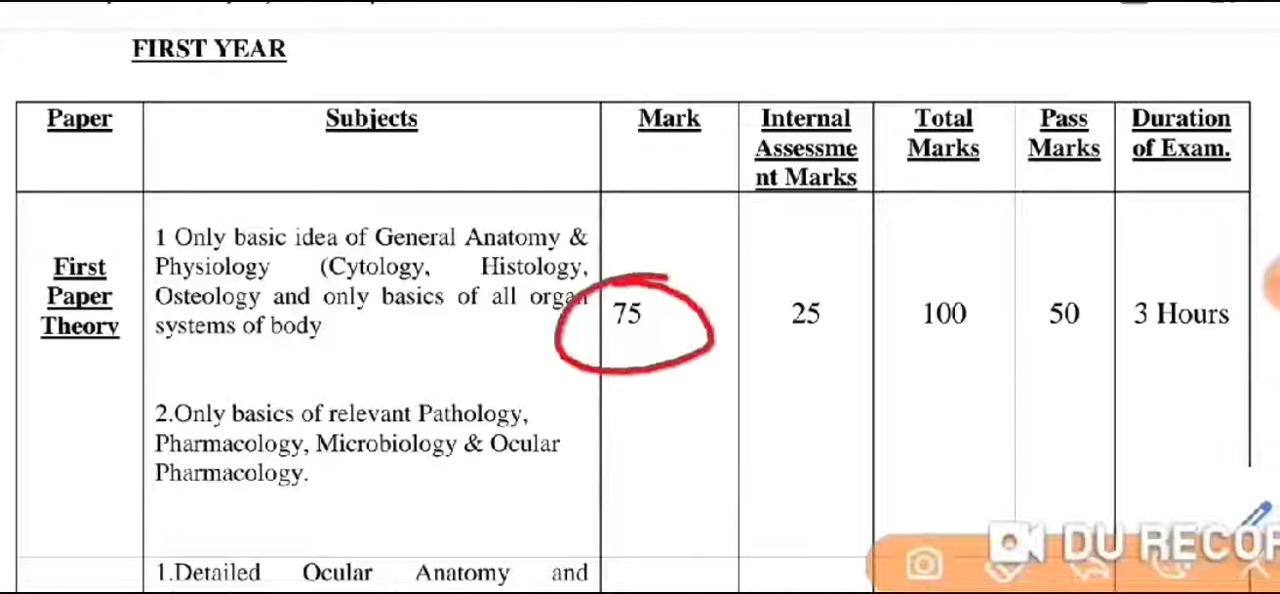 FIRST YEAR
Paper
Subjects
Mark
Internal
Assessme
nt Marks
Total
Marks
Pass
Marks
Duration
of Exam.
First
Paper
Theory
1 Only basic idea of General Anatomy &
Physiology (Cytology, Histology,
Osteology and only basics of all organ
systems of body
2.Only basics of relevant Pathology,
Pharmacology, Microbiology & Ocular
Pharmacology.
75
25
100
50
3 Hours
1.Detailed Ocular Anatomy and
DU RECOR